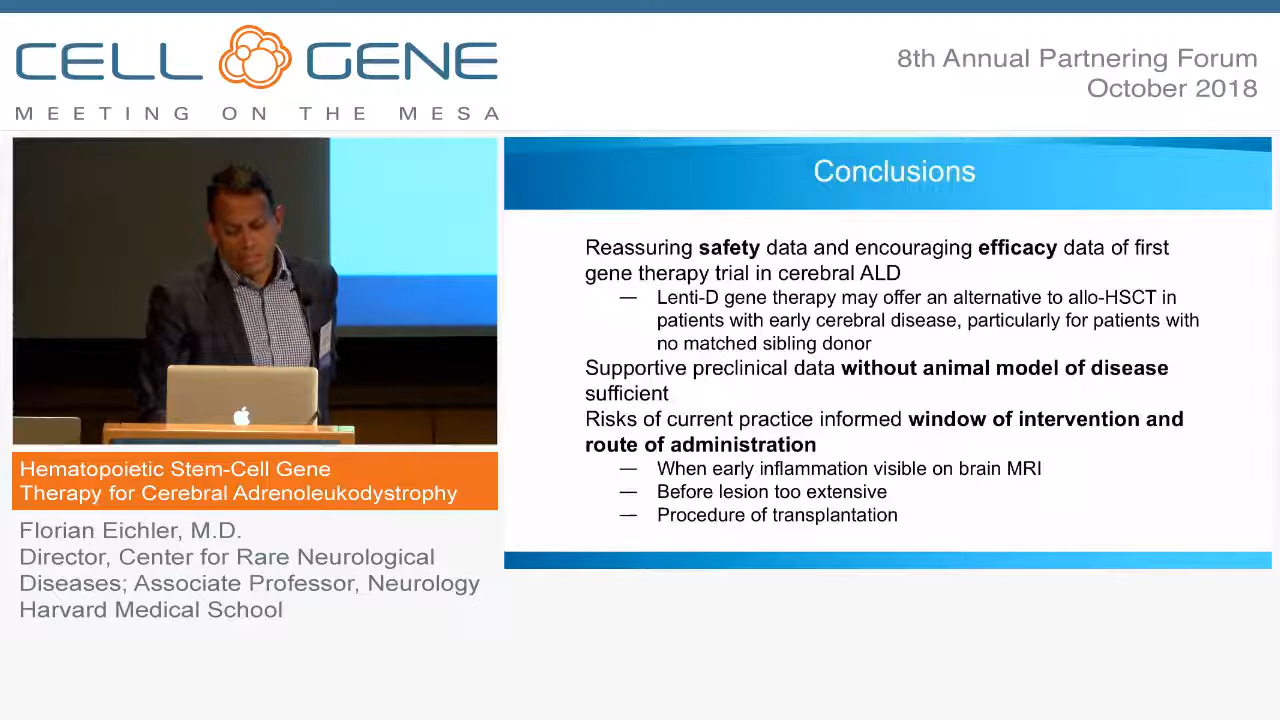 CELL GENE
MEETING ON THE MESA
8th Annual Partnering Forum
October 2018
Conclusions
Reassuring safety data and encouraging efficacy data of first
gene therapy trial in cerebral ALD
— Lenti-D gene therapy may offer an alternative to allo-HSCT in
patients with early cerebral disease, particularly for patients with
no matched sibling donor
Supportive preclinical data without animal model of disease
sufficient
Risks of current practice informed window of intervention and
route of administration
— When early inflammation visible on brain MRI
— Before lesion too extensive
— Procedure of transplantation
Hematopoietic Stem-Cell Gene
Therapy for Cerebral Adrenoleukodystrophy
Florian Eichler, M.D.
Director, Center for Rare Neurological
Diseases; Associate Professor, Neurology
Harvard Medical School